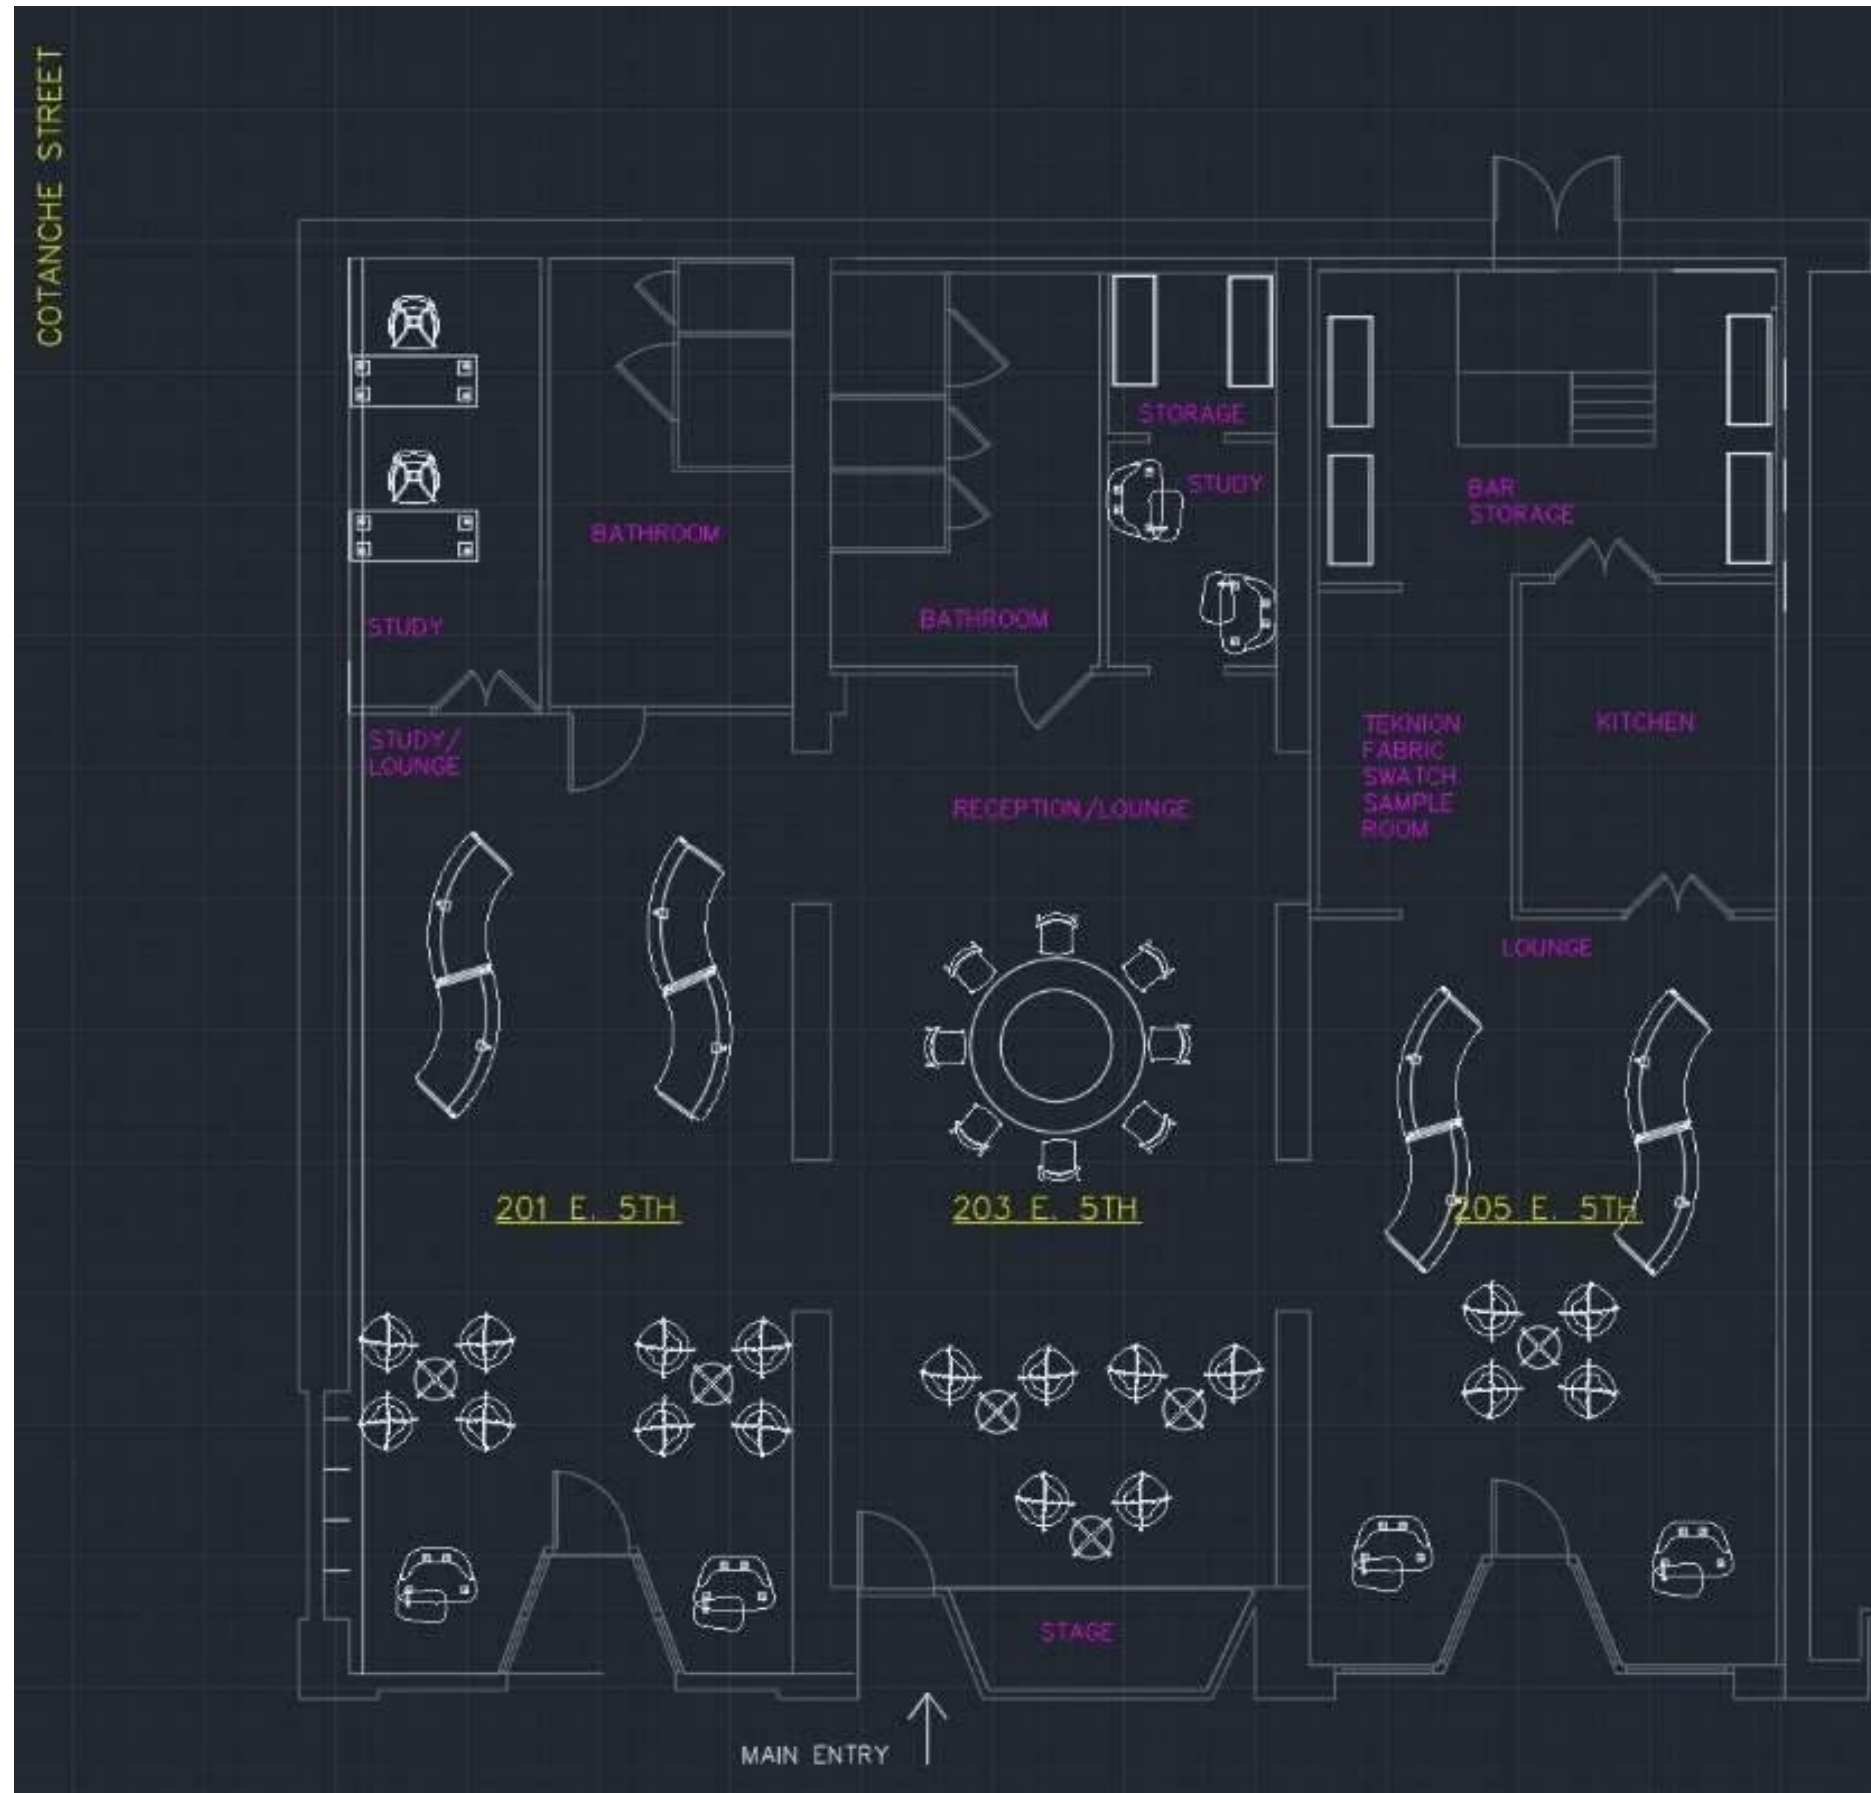 COTANCHE STREET
STORAGE
STUDY
BAR
STORAGE
BATHROOM
BATHROOM
STUDY
STUDY/
LOUNGE
RECEPTION/LOUNGE
TEKNION
FABRIC
SWATCH
SAMPLE
ROOM
KITCHEN
LOUNGE
201 E. 5TH
203 E. 5TH
205 E. 5TH
STAGE
MAIN ENTRY